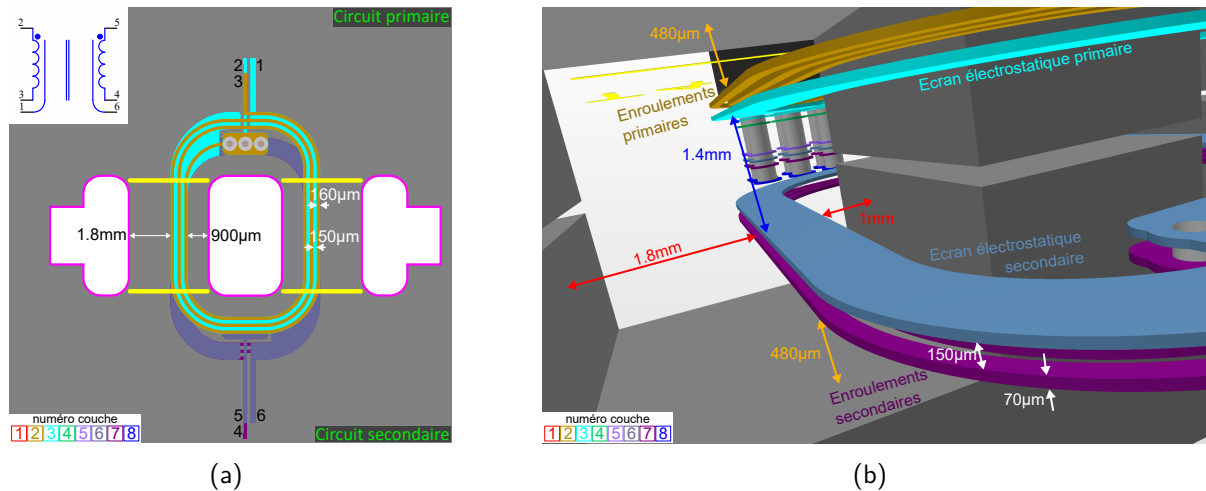 Circuit primaire
2
5
3
1
4
6
2
1
3
160µm
1.8mm
900µm
150µm
5
6
4
numéro couche
1 2 3 4 5 6 7 8
Circuit secondaire
(a)
480µm
Enroulements
primaires
Ecran électrostatique primaire
1.4mm
1mm
1.8mm
Ecran électrostatique
secondaire
480µm
150µm
Enroulements
secondaires
70µm
numéro couche
1 2 3 4 5 6 7 8
(b)